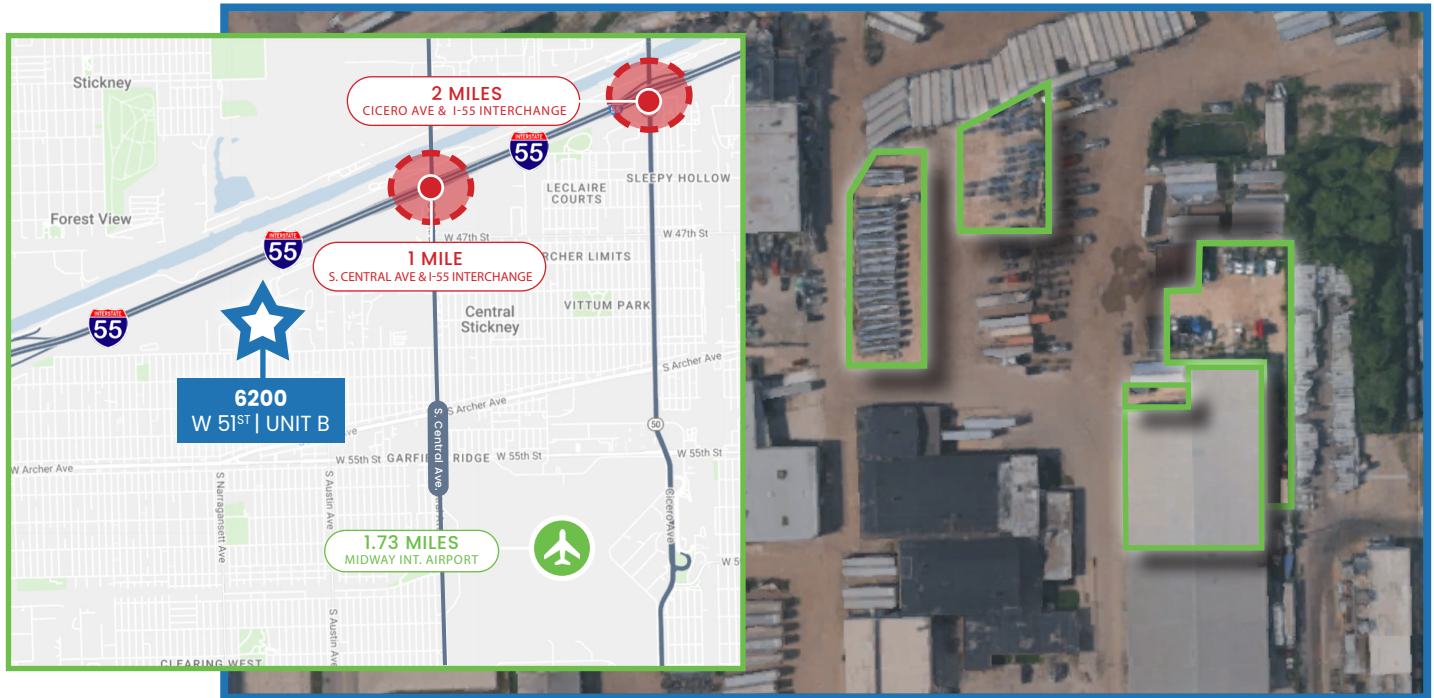 Stickney
2 MILES
CICERO AVE & I-55 INTERCHANGE
INTERSTATE
55
SLEEPY HOLLOW
LECLAIRE
COURTS
Forest View
W 47th St
W 47th St
INTERSTATE
55
1 MILE
S. CENTRAL AVE & I-55 INTERCHANGE
RCHER LIMITS
VITTUM PARK
Central
Stickney
INTERSTATE
55
S Archer Ave
6200
W 51ST | UNIT B
S Archer Ave
S. Central Ave.
50
W 55th St
GARFI
RIDGE
W 55th St
W 55th St
W Archer Ave
S Narragansett Ave
S Austin Ave
Cicero Ave
1.73 MILES
MIDWAY INT. AIRPORT
W 5
S Austin Ave
CLEARING WEST